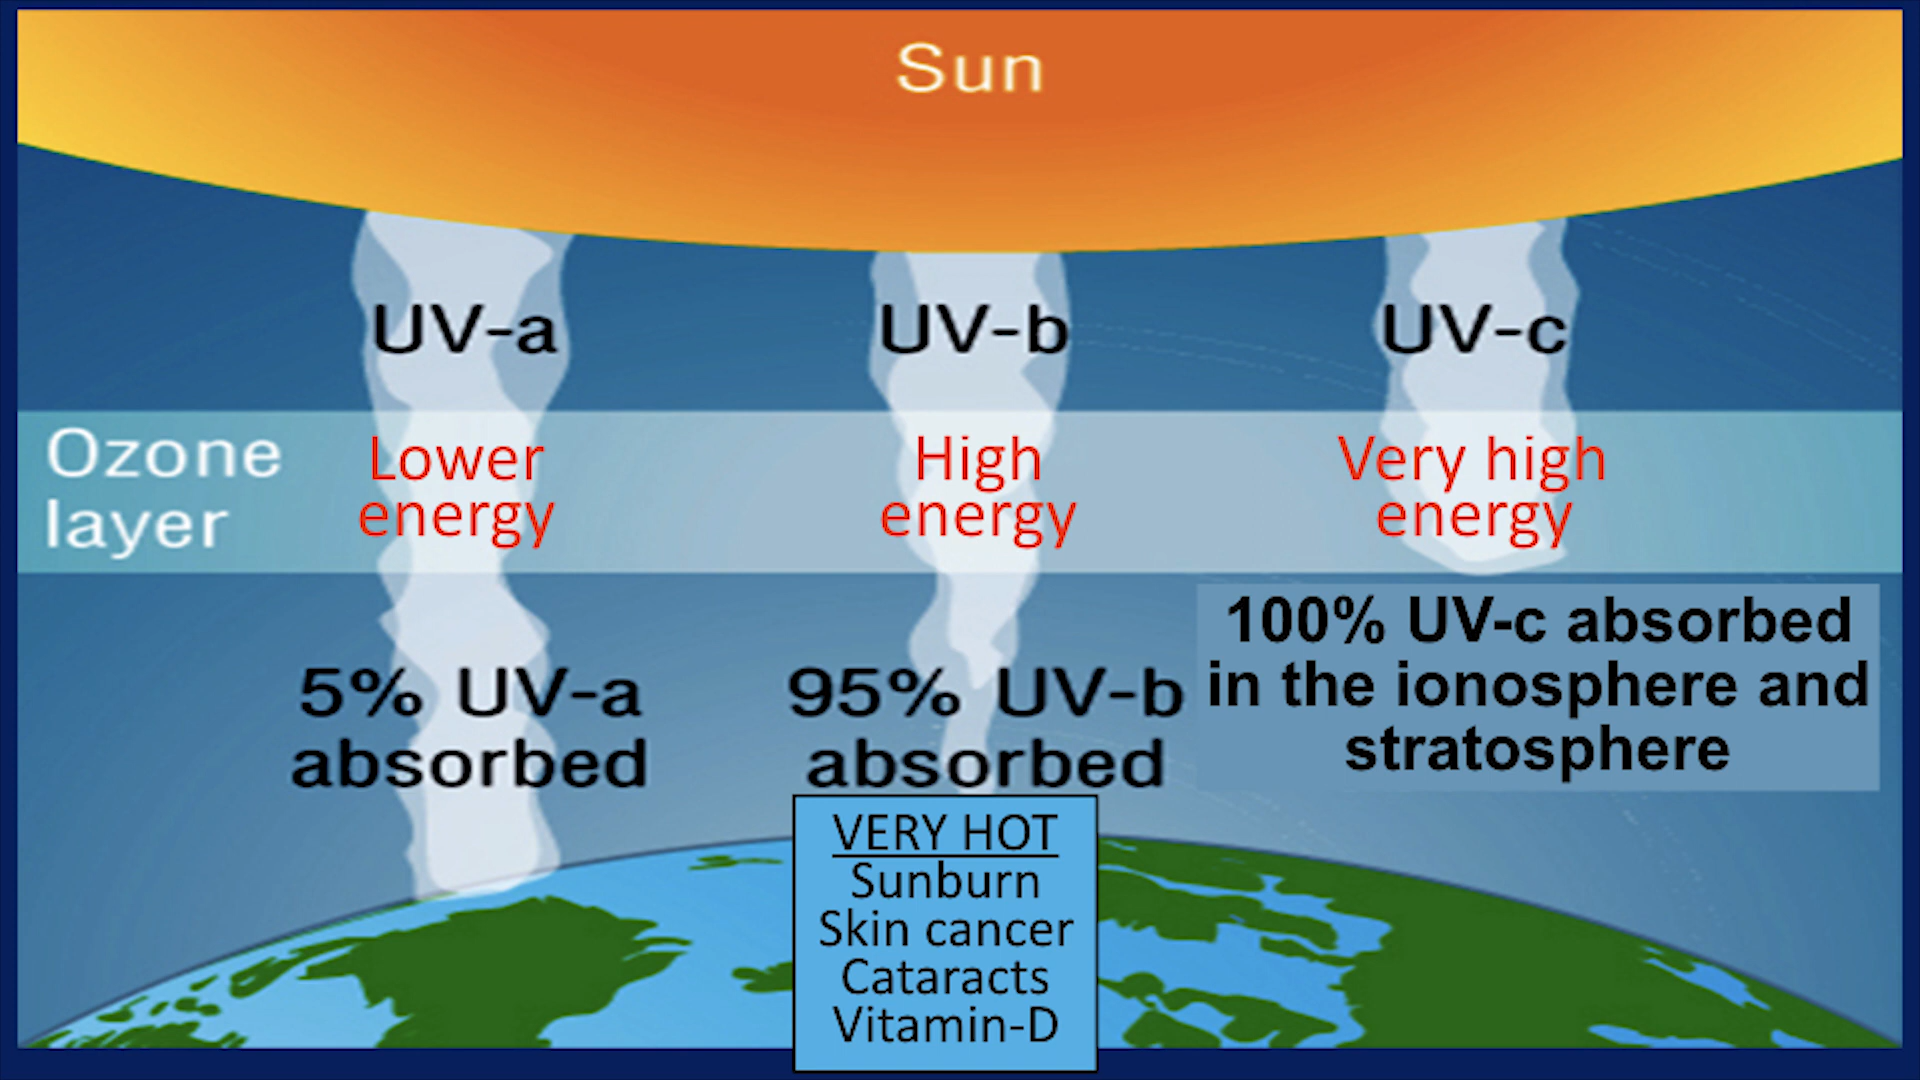 Sun
UV-a
UV-b
UV-c
Ozone
layer
Lower
energy
High
energy
Very high
energy
5% UV-a
absorbed
95% UV-b
absorbed
100% UV-c absorbed
in the ionosphere and
stratosphere
VERY HOT
Sunburn
Skin cancer
Cataracts
Vitamin-D